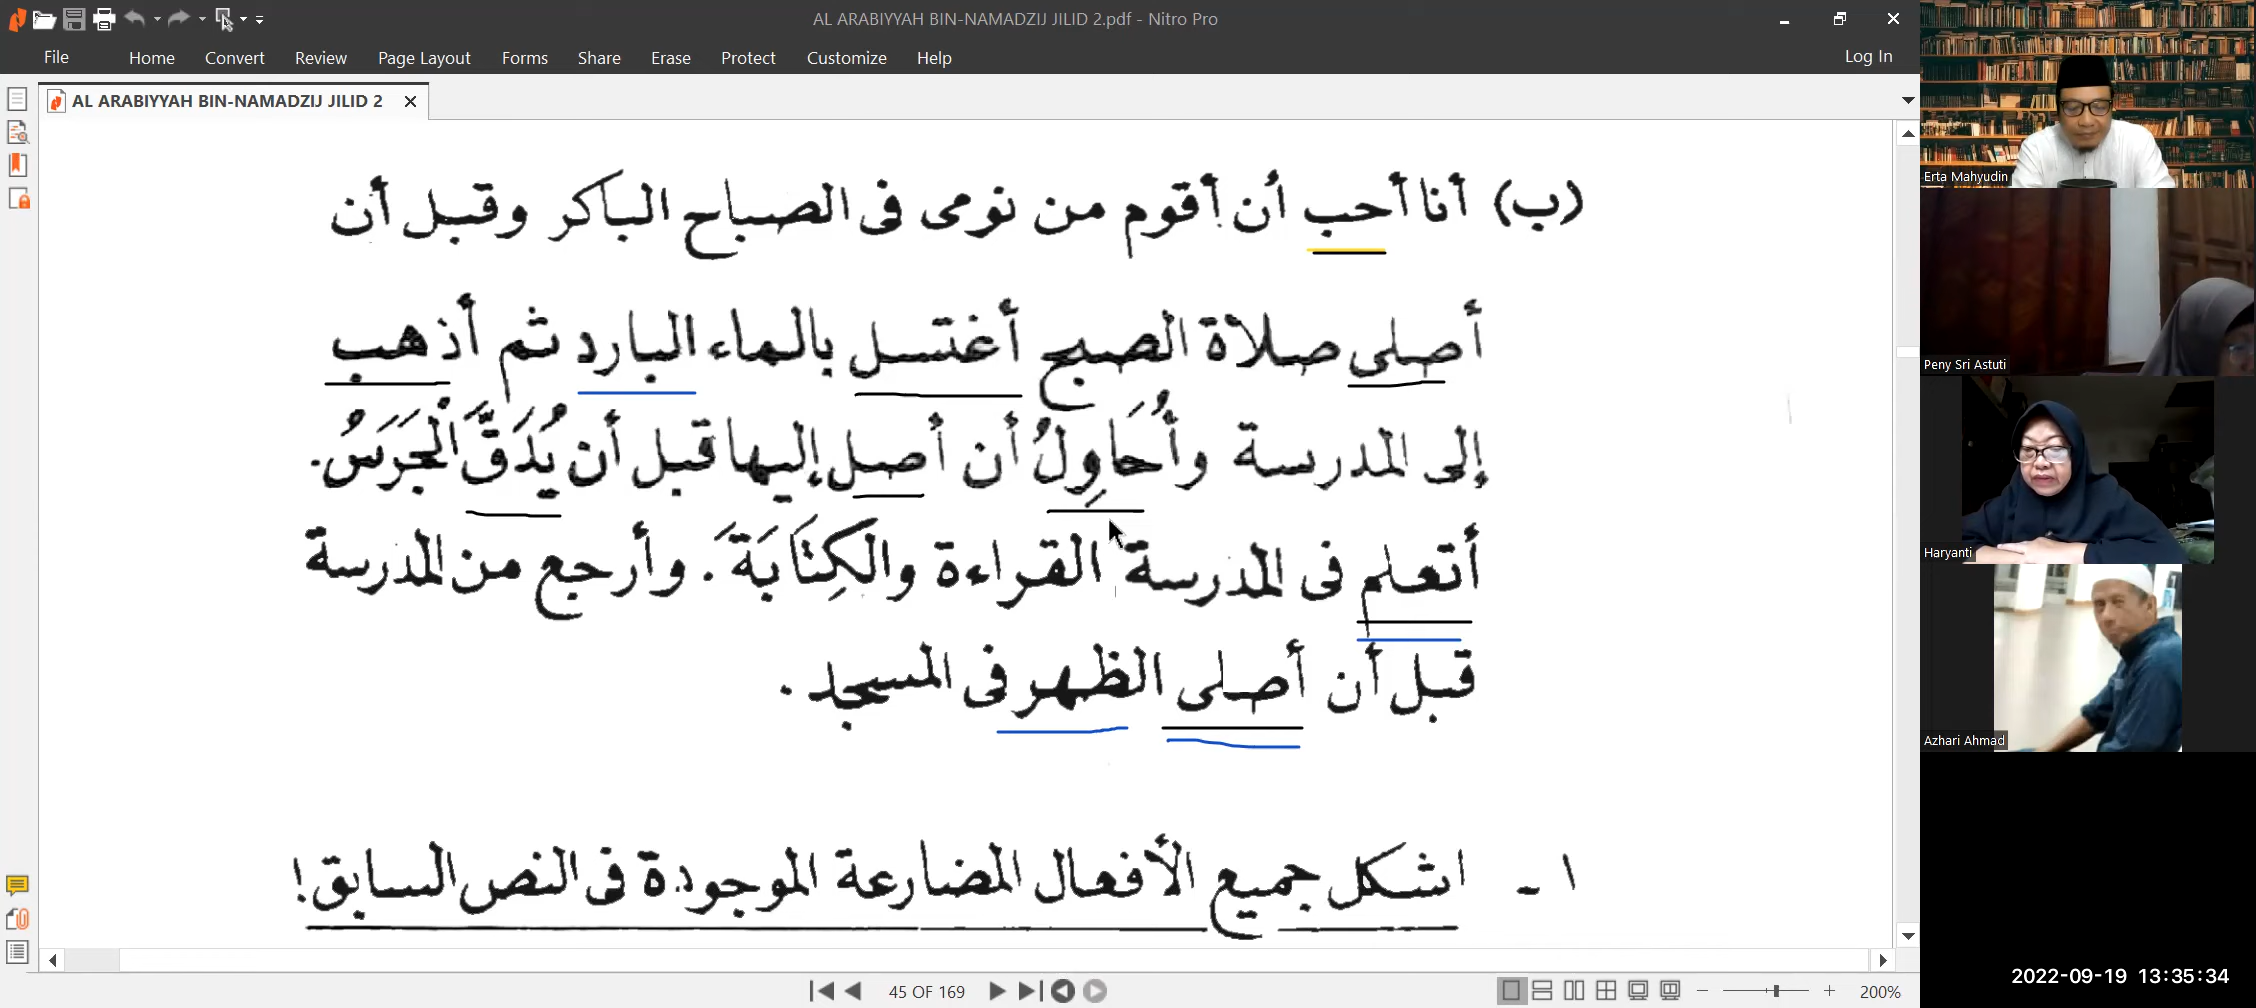 AL ARABIYYAH BIN-NAMADZIJ JILID 2.pdf - Nitro Pro
File Home Convert Review Page Layout Forms Share Erase Protect Customize Help Log In
AL ARABIYYAH BIN-NAMADZIJ JILID 2
(ب) أنا أحب أن أقوم من نومى فى الصباح الباكر وقبل أن
أصلى صلاة الصبح أغتسل بالماء البارد ثم أذهب
إلى المدرسة وأُحَاوِلُ أن أصل إليها قبل أن يُدَقَّ الْجَرَسُ.
أتعلم فى المدرسة القراءة والكِتَابَةَ. وأرجع من المدرسة
قبل أن أصلى الظهر فى المسجد.
١ - اشكل جميع الأفعال المضارعة الموجودة فى النص السابق!
45 OF 169
200%
Erta Mahyudin
Peny Sri Astuti
Haryanti
Azhari Ahmad
2022-09-19 13:35:34